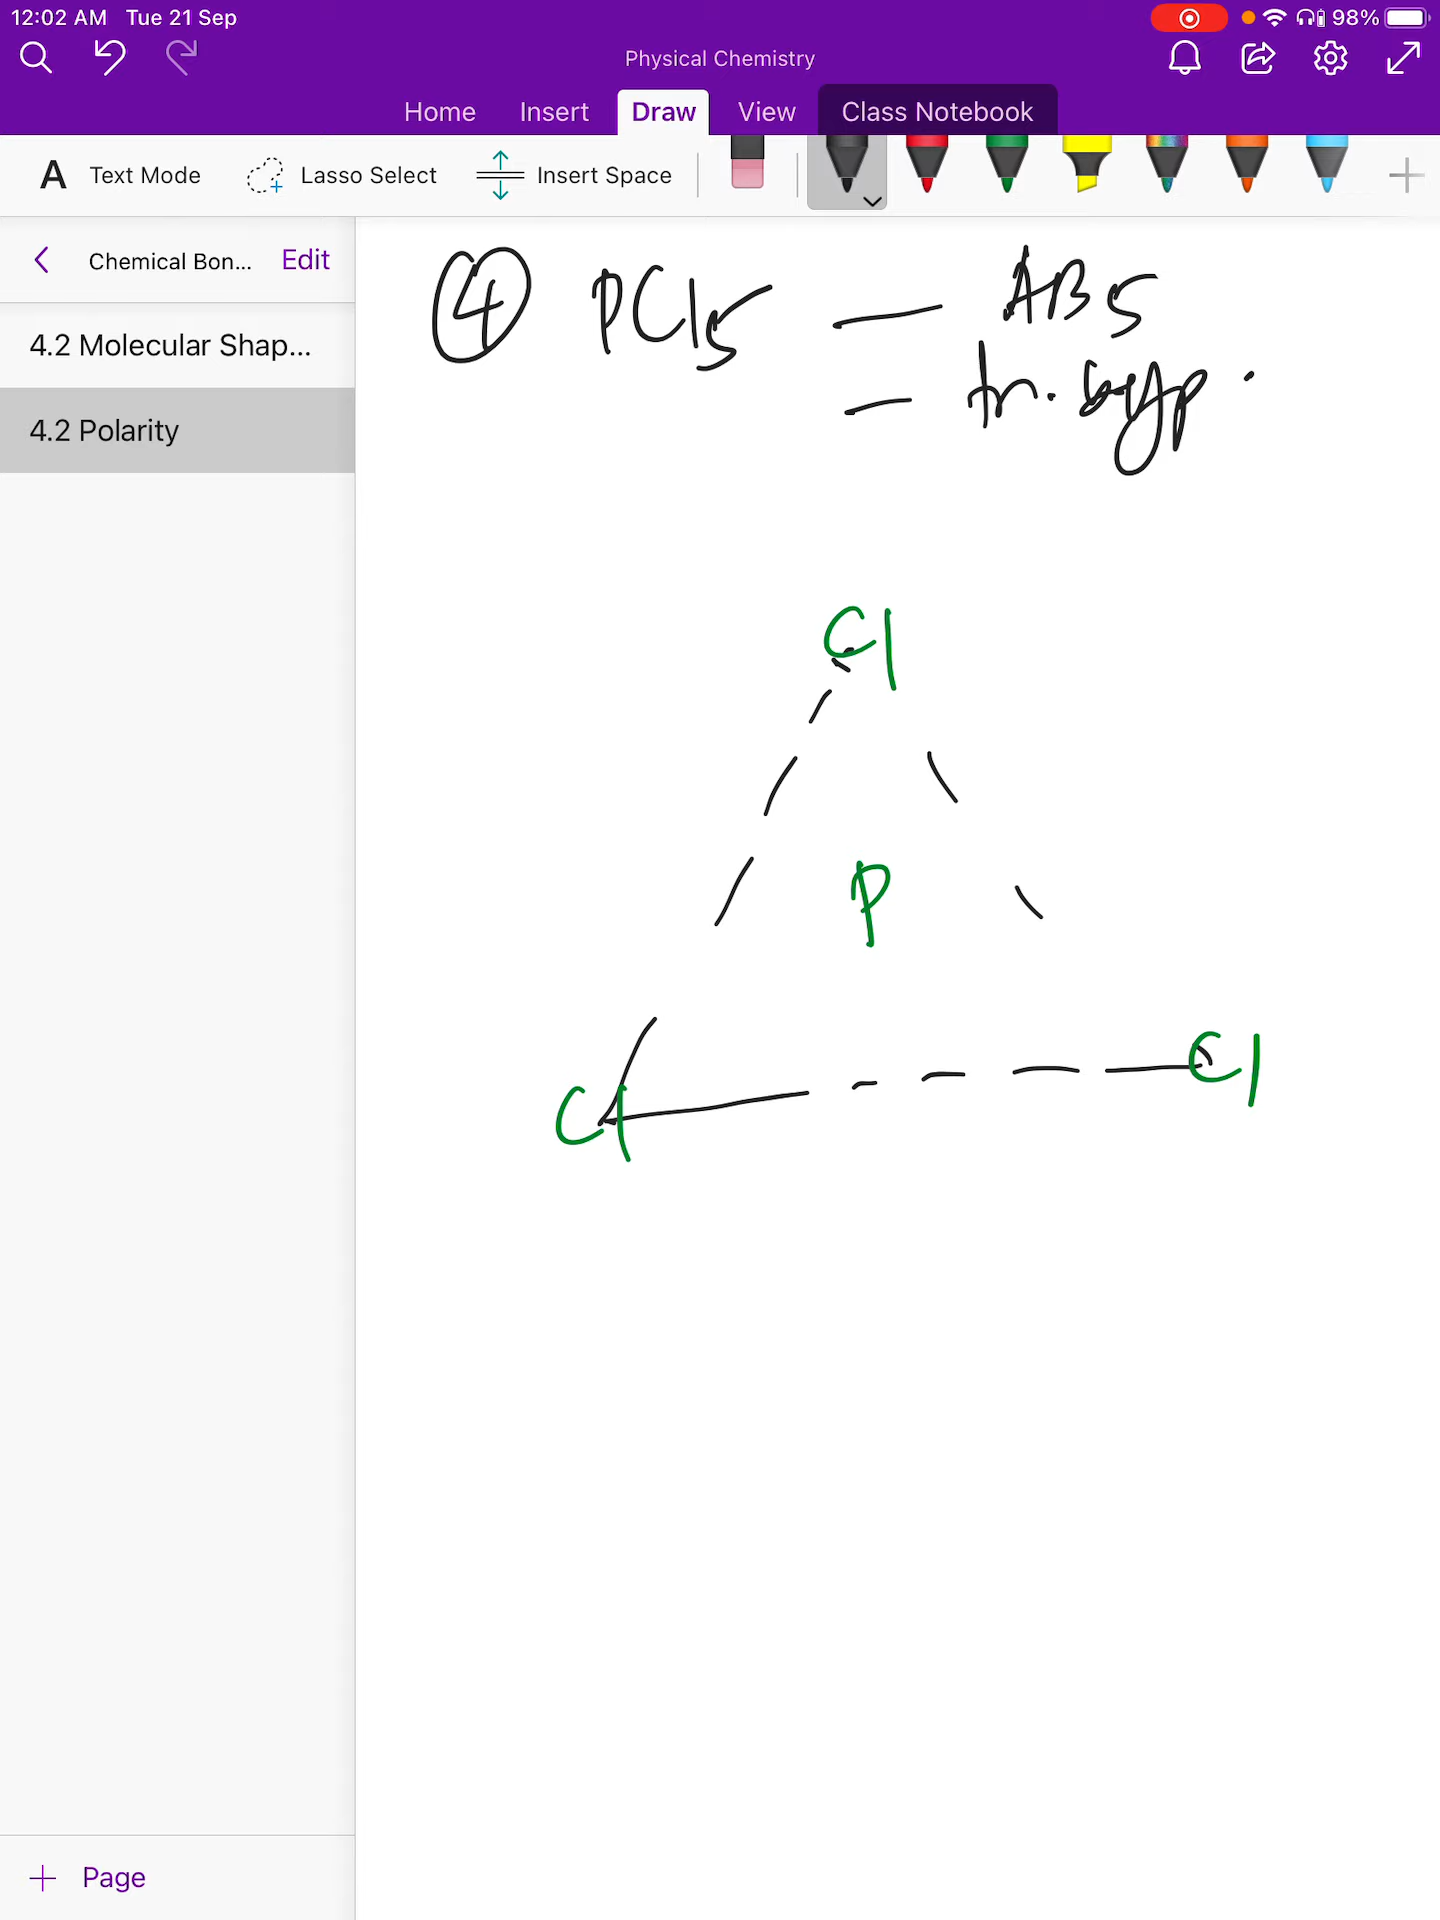 12:02 AM Tue 21 Sep
98%
Physical Chemistry
Home Insert Draw View Class Notebook
A Text Mode Lasso Select Insert Space
Chemical Bon... Edit
4.2 Molecular Shap...
4.2 Polarity
④ PCl5 — AB5
— tri. byp.
Cl
P
Cl Cl
+ Page